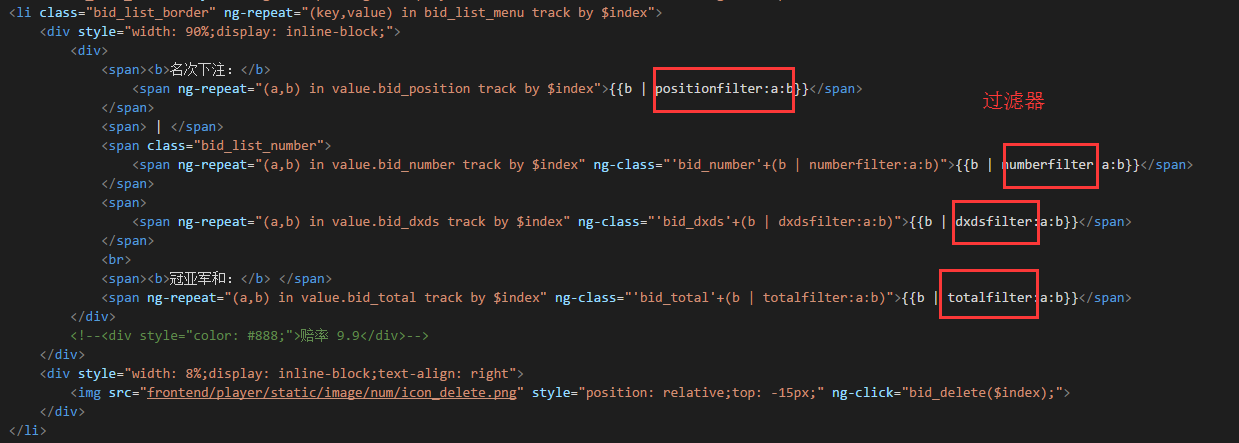 <li class="bid_list_border" ng-repeat="(key,value) in bid_list_menu track by $index">
<div style="width: 90%;display: inline-block;">
<div>
<span><b>名次下注：</b>
<span ng-repeat="(a,b) in value.bid_position track by $index">{{b | positionfilter:a:b}}</span>
过滤器
</span>
<span> | </span>
<span class="bid_list_number">
<span ng-repeat="(a,b) in value.bid_number track by $index" ng-class="'bid_number'+(b | numberfilter:a:b)">{{b | numberfilter:a:b}}</span>
</span>
<span>
<span ng-repeat="(a,b) in value.bid_dxds track by $index" ng-class="'bid_dxds'+(b | dxdsfilter:a:b)">{{b | dxdsfilter:a:b}}</span>
</span>
<br>
<span><b>冠亚军和：</b> </span>
<span ng-repeat="(a,b) in value.bid_total track by $index" ng-class="'bid_total'+(b | totalfilter:a:b)">{{b | totalfilter:a:b}}</span>
</div>
<!--<div style="color: #888;">赔率 9.9</div>-->
</div>
<div style="width: 8%;display: inline-block;text-align: right">
<img src="frontend/player/static/image/num/icon_delete.png" style="position: relative;top: -15px;" ng-click="bid_delete($index);">
</div>
</li>